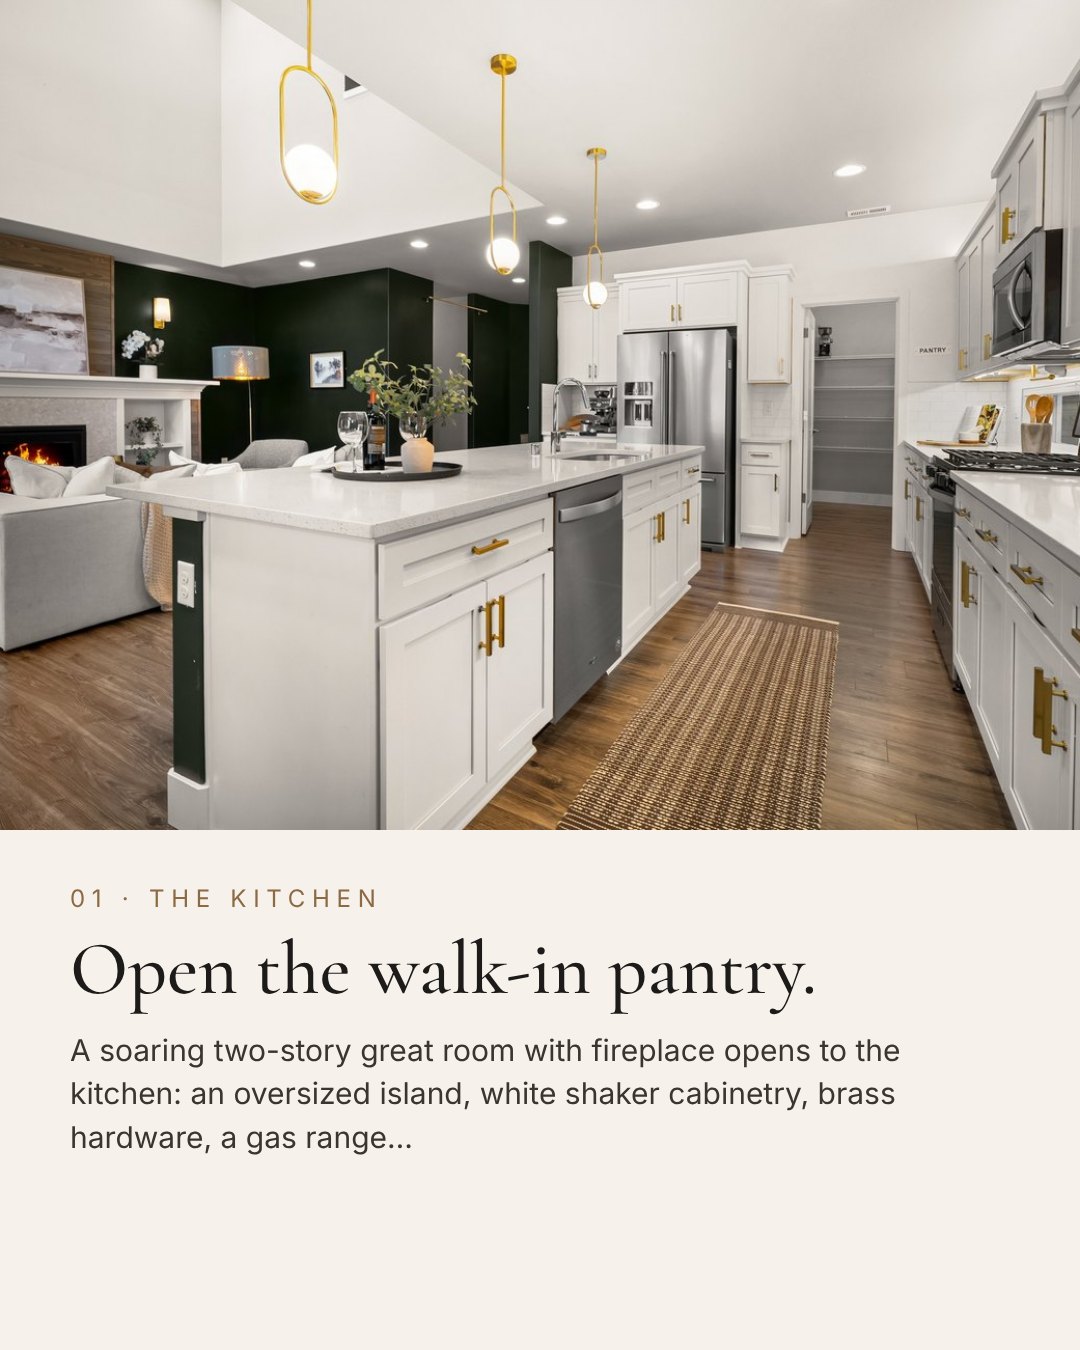 PANTRY
01 · THE KITCHEN
Open the walk-in pantry.
A soaring two-story great room with fireplace opens to the
kitchen: an oversized island, white shaker cabinetry, brass
hardware, a gas range...